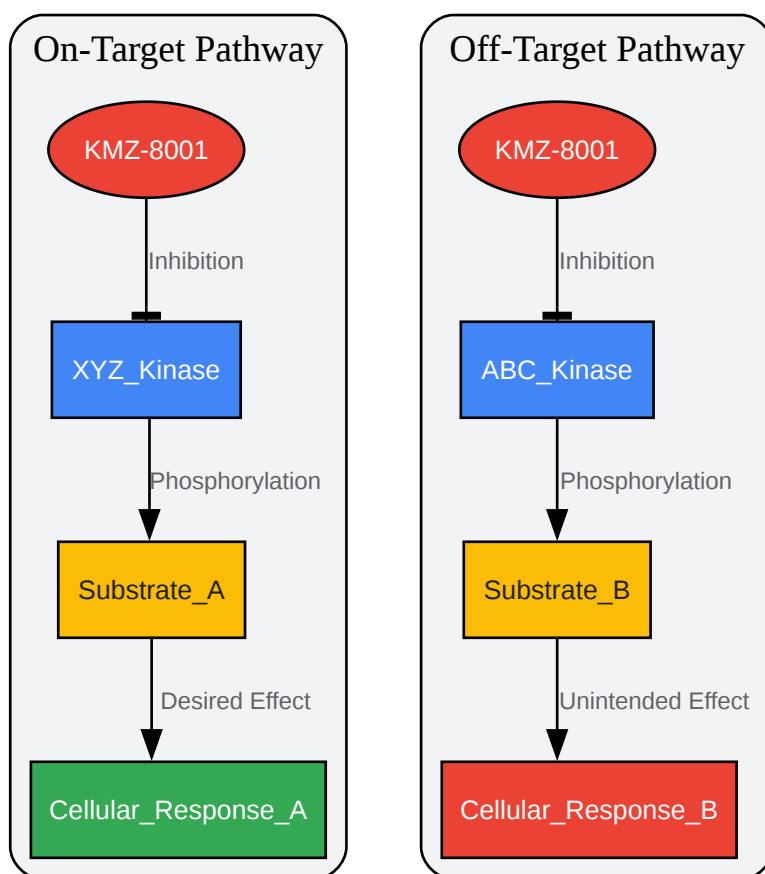 On-Target Pathway
KMZ-8001
Inhibition
XYZ_Kinase
Phosphorylation
Substrate_A
Desired Effect
Cellular_Response_A
Off-Target Pathway
KMZ-8001
Inhibition
ABC_Kinase
Phosphorylation
Substrate_B
Unintended Effect
Cellular_Response_B